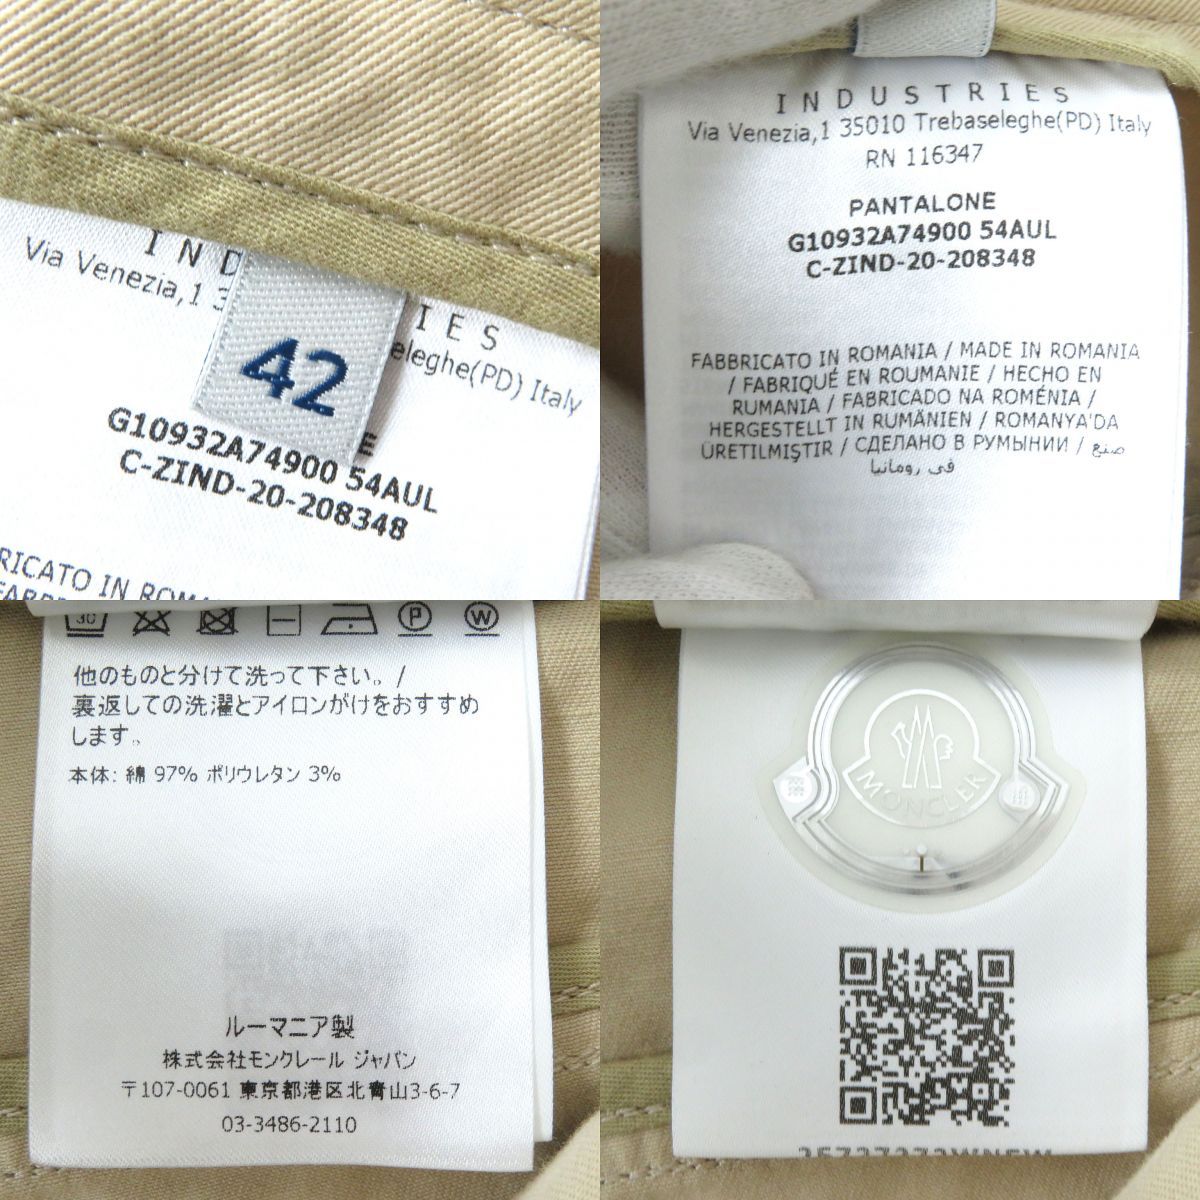 IND
IES
Via Venezia,1 3
eleghe(PD) Italy
42
E
G10932A74900 54AUL
C-ZIND-20-208348
RICATO IN ROMA
INDUSTRIES
Via Venezia,1 35010 Trebaseleghe(PD) Italy
RN 116347
PANTALONE
G10932A74900 54AUL
C-ZIND-20-208348
FABBRICATO IN ROMANIA / MADE IN ROMANIA
/ FABRIQUÉ EN ROUMANIE / HECHO EN
RUMANIA / FABRICADO NA ROMÉNIA /
HERGESTELLT IN RUMÄNIEN / ROMANYA'DA
ÜRETILMIŞTIR / СДЕЛАНО В РУМЫНИИ / صنع
في رومانيا
30 P W
他のものと分けて洗って下さい。/
裏返しての洗濯とアイロンがけをおすすめ
します。
本体: 綿 97% ポリウレタン 3%
ルーマニア製
株式会社モンクレール ジャパン
〒107-0061 東京都港区北青山3-6-7
03-3486-2110
MONCLER